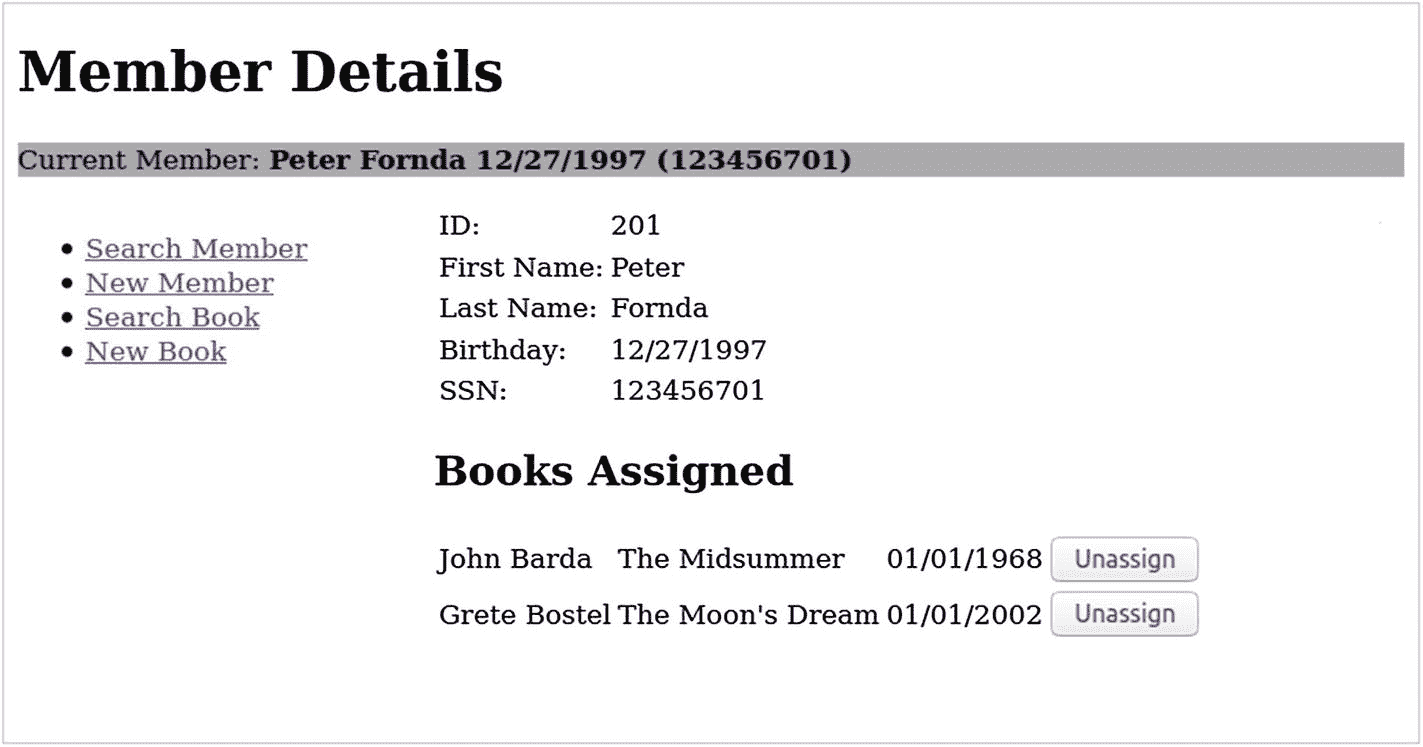 Member Details
Current Member: Peter Fornda 12/27/1997 (123456701)
Search Member
New Member
Search Book
New Book
ID: 201
First Name: Peter
Last Name: Fornda
Birthday: 12/27/1997
SSN: 123456701
Books Assigned
John Barda The Midsummer 01/01/1968 Unassign
Grete Bostel The Moon's Dream 01/01/2002 Unassign